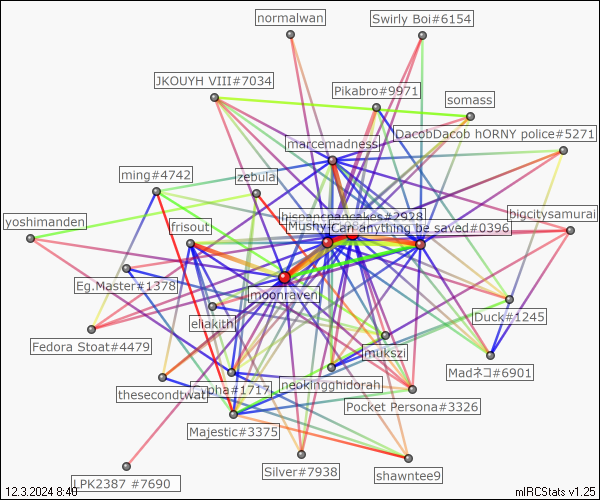 normalwan
Swirly Boi#6154
JKOUYH VIII#7034
Pikabro#9971
somass
DacobDacob hORNY police#5271
marcemadness
ming#4742
zebula
yoshimanden
frisout
hispancpancakes#2928
bigcitysamurai
Mushy
Can anything be saved#0396
Eg.Master#1378
moonraven
eliakith
Duck#1245
Fedora Stoat#4479
mukszi
Madネコ#6901
thesecondtwat
Cypha#1717
neokingghidorah
Pocket Persona#3326
Majestic#3375
Silver#7938
shawntee9
LPK2387 #7690
12.3.2024 8:40
mIRCStats v1.25